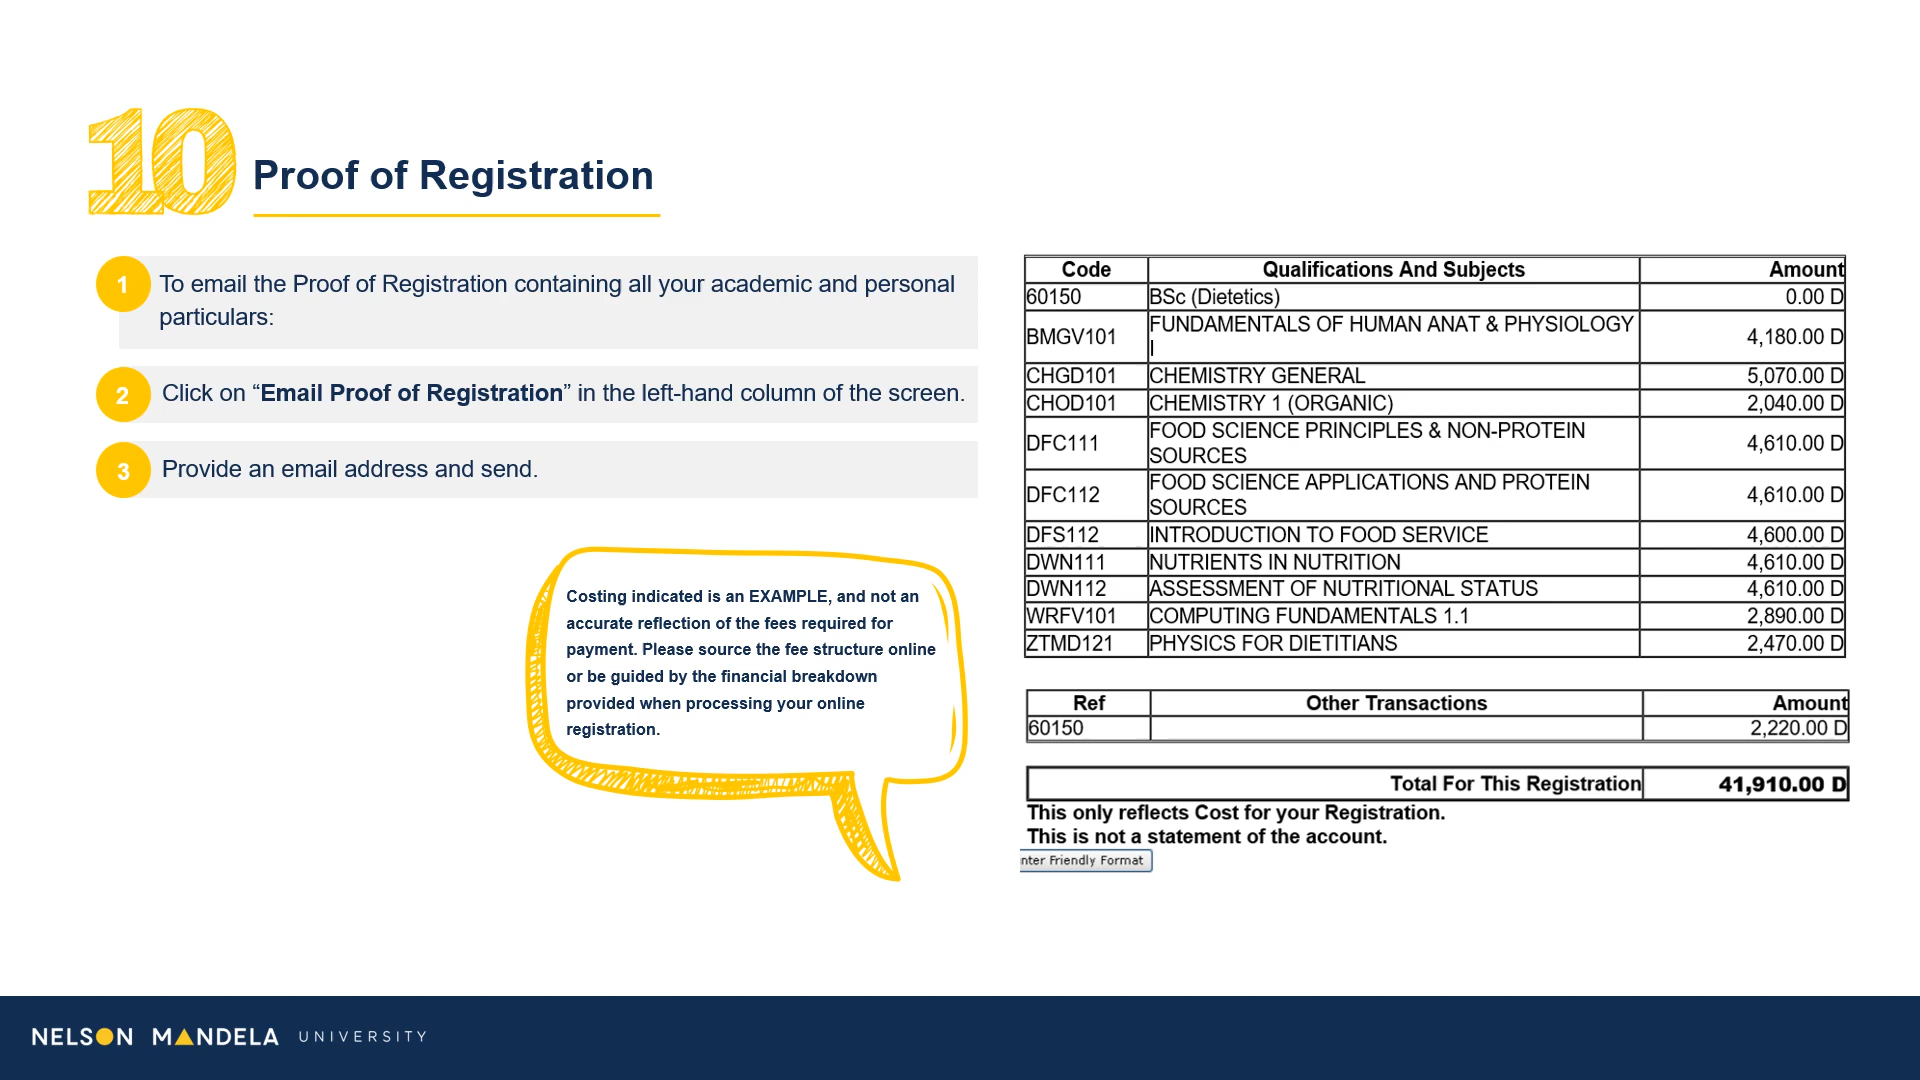 10
Proof of Registration
1
To email the Proof of Registration containing all your academic and personal
particulars:
2
Click on “Email Proof of Registration” in the left-hand column of the screen.
3
Provide an email address and send.
Costing indicated is an EXAMPLE, and not an
accurate reflection of the fees required for
payment. Please source the fee structure online
or be guided by the financial breakdown
provided when processing your online
registration.
Code Qualifications And Subjects Amount
60150 BSc (Dietetics) 0.00 D
BMGV101 FUNDAMENTALS OF HUMAN ANAT & PHYSIOLOGY
I 4,180.00 D
CHGD101 CHEMISTRY GENERAL 5,070.00 D
CHOD101 CHEMISTRY 1 (ORGANIC) 2,040.00 D
DFC111 FOOD SCIENCE PRINCIPLES & NON-PROTEIN
SOURCES 4,610.00 D
DFC112 FOOD SCIENCE APPLICATIONS AND PROTEIN
SOURCES 4,610.00 D
DFS112 INTRODUCTION TO FOOD SERVICE 4,600.00 D
DWN111 NUTRIENTS IN NUTRITION 4,610.00 D
DWN112 ASSESSMENT OF NUTRITIONAL STATUS 4,610.00 D
WRFV101 COMPUTING FUNDAMENTALS 1.1 2,890.00 D
ZTMD121 PHYSICS FOR DIETITIANS 2,470.00 D
Ref Other Transactions Amount
60150 2,220.00 D
Total For This Registration 41,910.00 D
This only reflects Cost for your Registration.
This is not a statement of the account.
nter Friendly Format
NELSON MANDELA UNIVERSITY